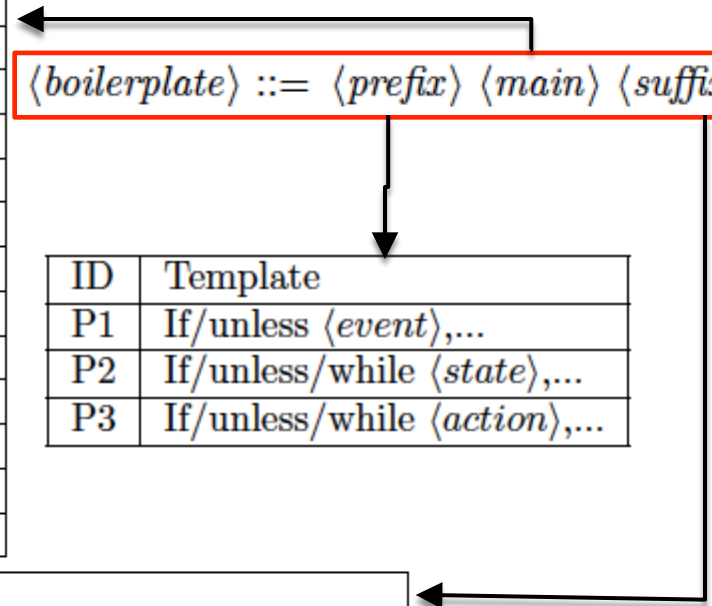 ⟨boilerplate⟩ ::= ⟨prefix⟩ ⟨main⟩
ID Template
P1 If/unless ⟨event⟩,...
P2 If/unless/while ⟨state⟩,...
P3 If/unless/while ⟨action⟩,...